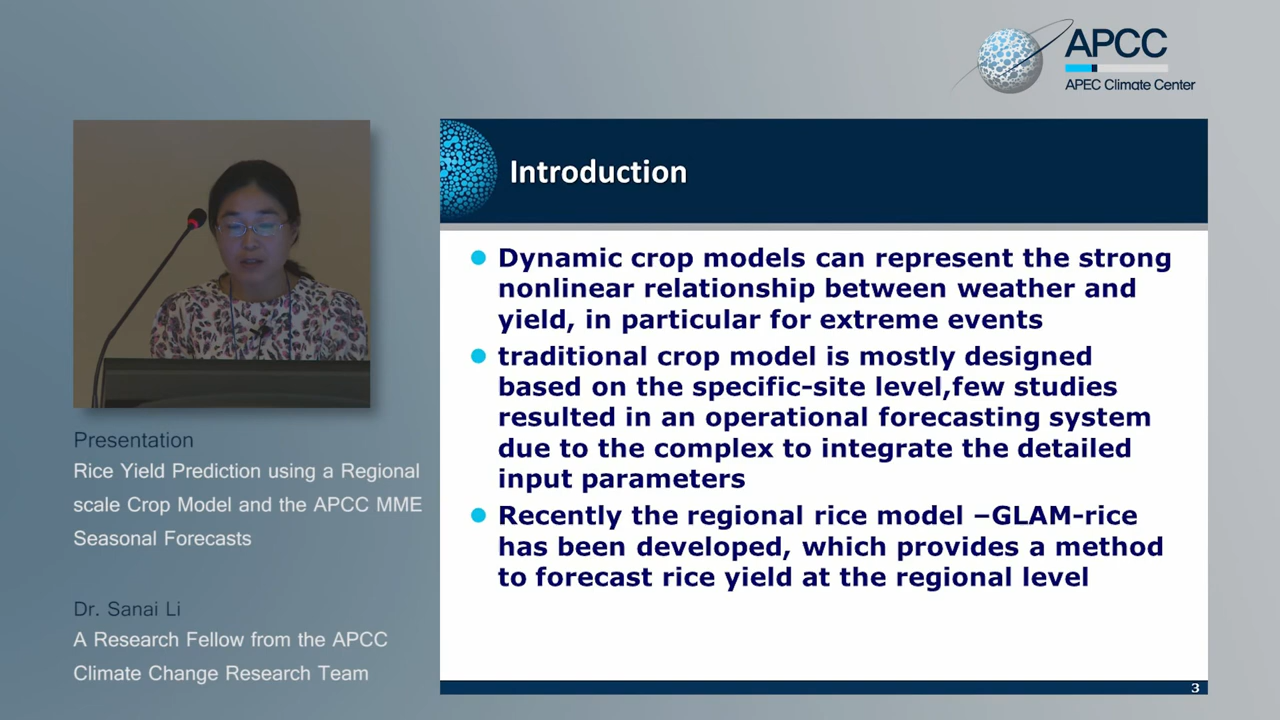 APCC
APEC Climate Center
Introduction
Dynamic crop models can represent the strong
nonlinear relationship between weather and
yield, in particular for extreme events
traditional crop model is mostly designed
based on the specific-site level,few studies
resulted in an operational forecasting system
due to the complex to integrate the detailed
input parameters
Recently the regional rice model –GLAM-rice
has been developed, which provides a method
to forecast rice yield at the regional level
3
Presentation
Rice Yield Prediction using a Regional
scale Crop Model and the APCC MME
Seasonal Forecasts
Dr. Sanai Li
A Research Fellow from the APCC
Climate Change Research Team